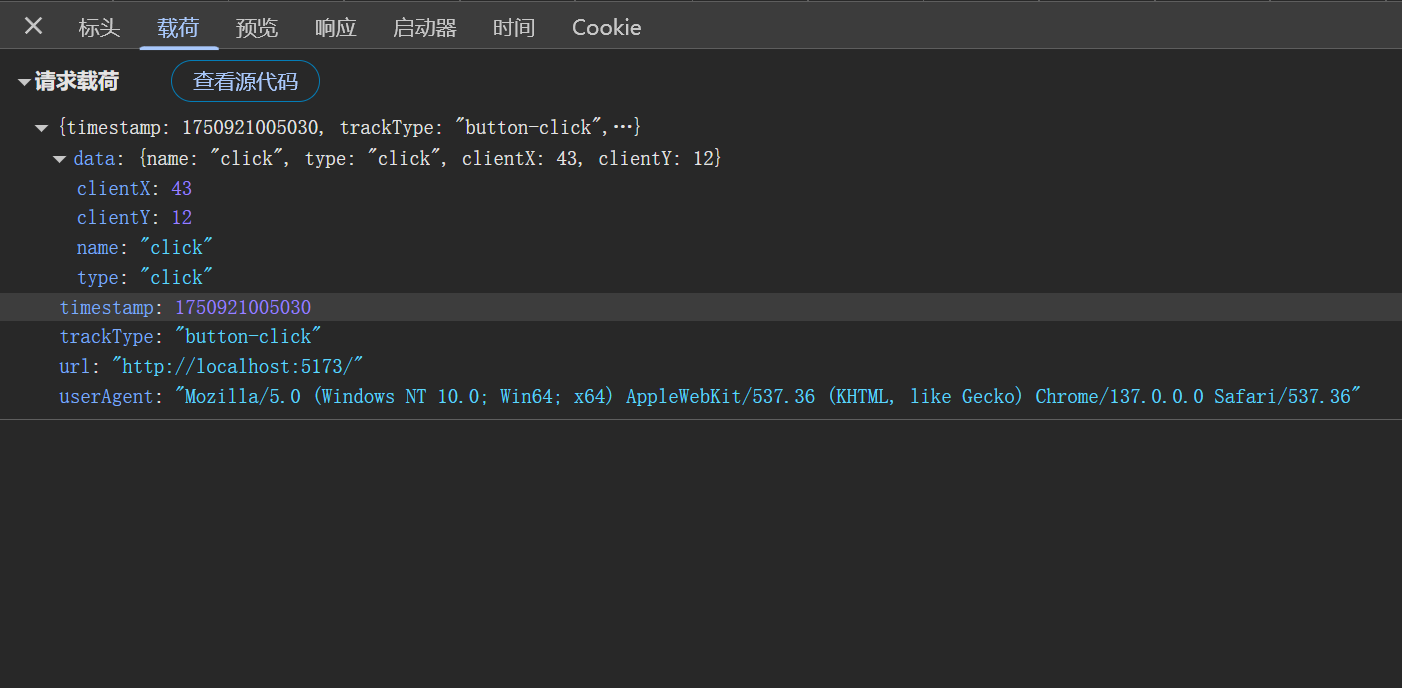 标头 载荷 预览 响应 启动器 时间 Cookie
请求载荷 查看源代码
{timestamp: 1750921005030, trackType: "button-click",…}
data: {name: "click", type: "click", clientX: 43, clientY: 12}
clientX: 43
clientY: 12
name: "click"
type: "click"
timestamp: 1750921005030
trackType: "button-click"
url: "http://localhost:5173/"
userAgent: "Mozilla/5.0 (Windows NT 10.0; Win64; x64) AppleWebKit/537.36 (KHTML, like Gecko) Chrome/137.0.0.0 Safari/537.36"